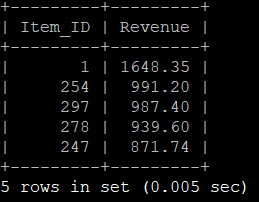 +---------+---------+
| Item_ID | Revenue |
+---------+---------+
|       1 | 1648.35 |
|     254 |  991.20 |
|     297 |  987.40 |
|     278 |  939.60 |
|     247 |  871.74 |
+---------+---------+
5 rows in set (0.005 sec)